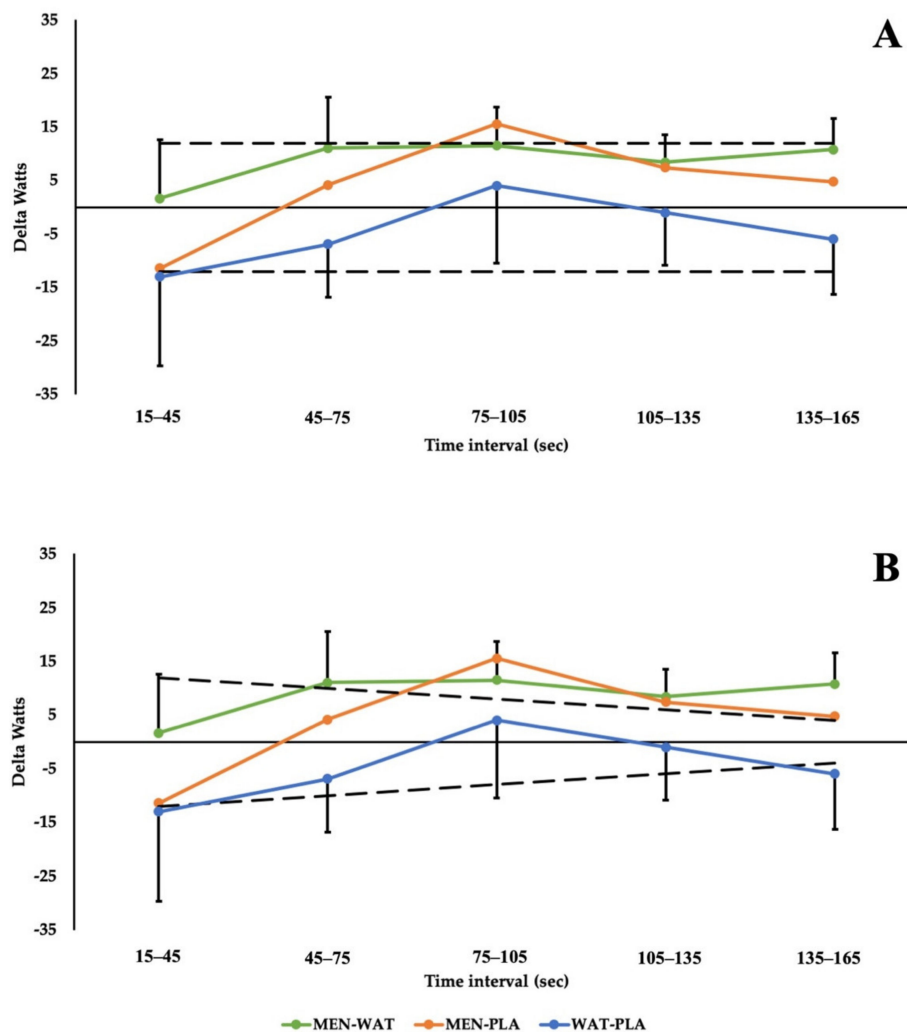 A
35
25
15
5
-5
-15
-25
-35
Delta Watts
15–45 45–75 75–105 105–135 135–165
Time interval (sec)
B
35
25
15
5
-5
-15
-25
-35
Delta Watts
15–45 45–75 75–105 105–135 135–165
Time interval (sec)
MEN-WAT MEN-PLA WAT-PLA